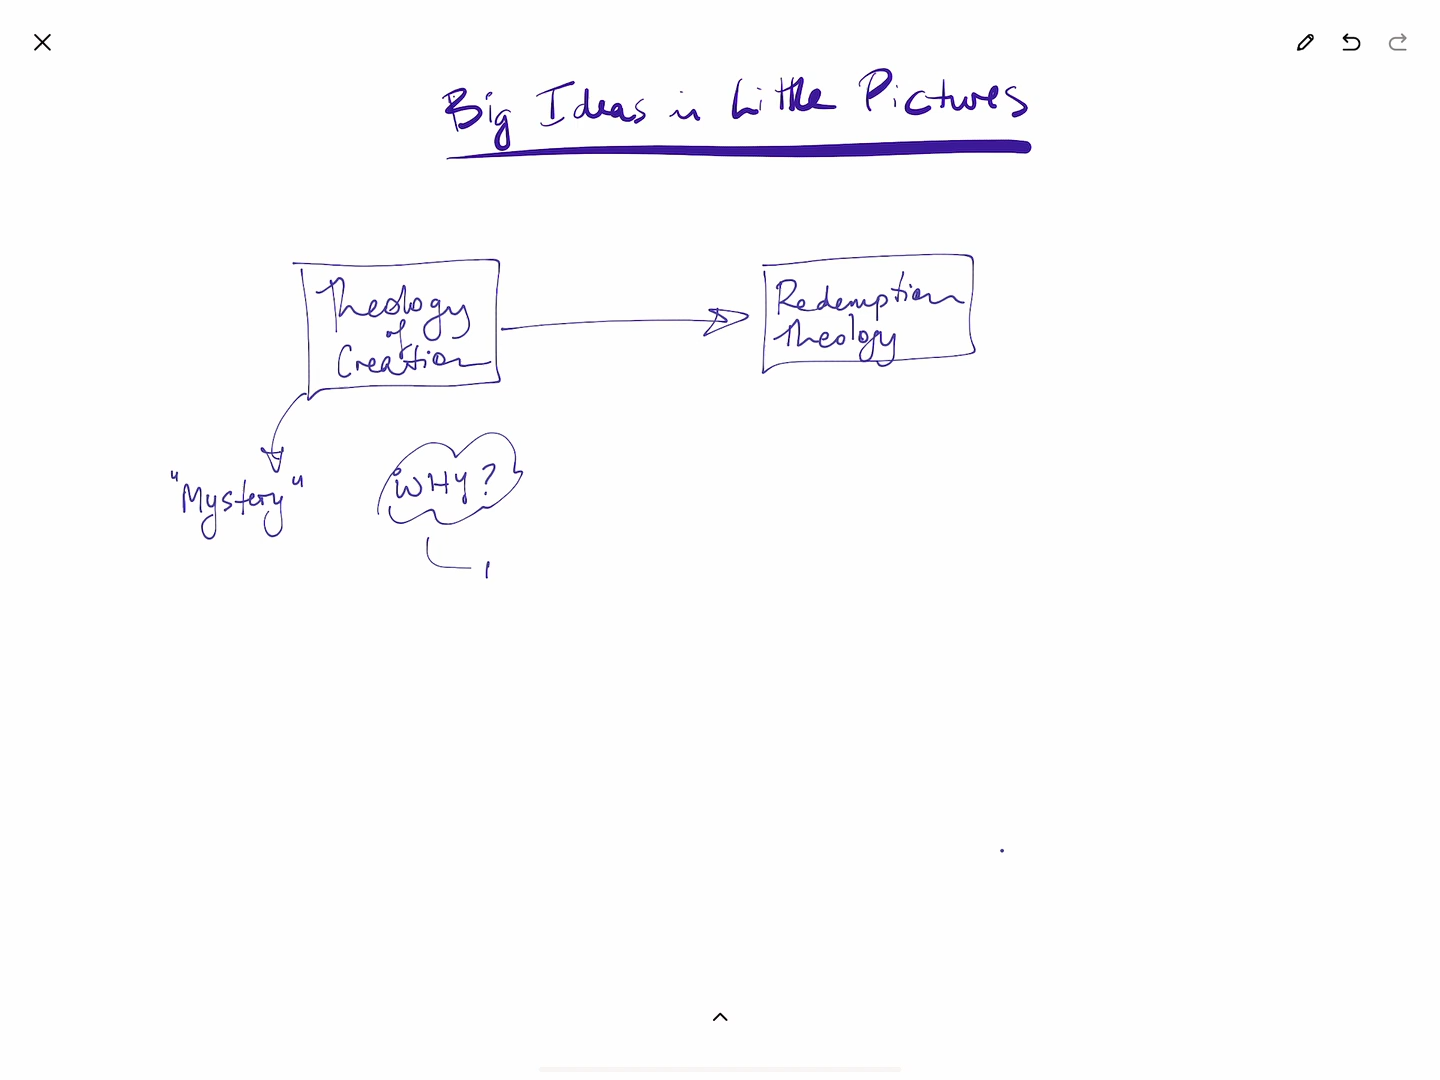 Big Ideas in Little Pictures
Theology
of
Creation
Redemption
Theology
"Mystery"
WHY?